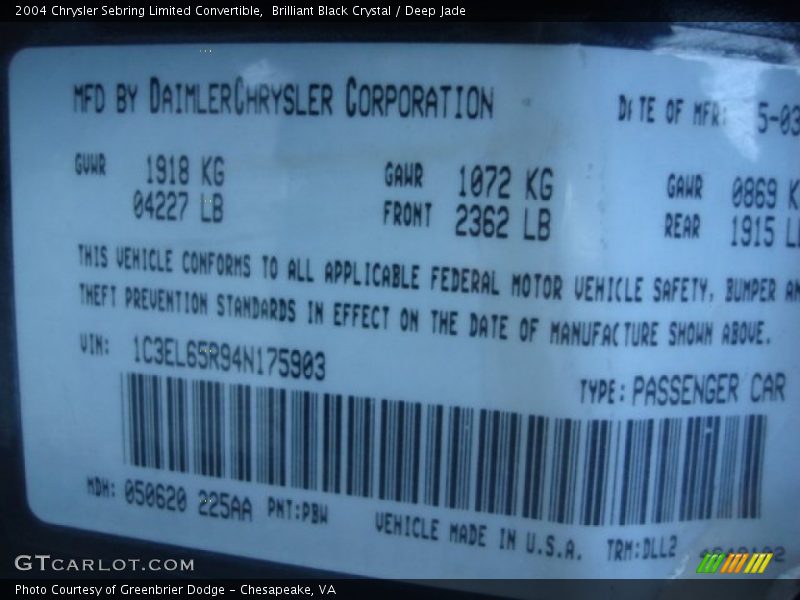 2004 Chrysler Sebring Limited Convertible,  Brilliant Black Crystal / Deep Jade
MFD BY DAIMLERCHRYSLER CORPORATION DATE OF MFR: 5-03
GVWR 1918 KG GAWR 1072 KG GAWR 0869 K
04227 LB FRONT 2362 LB REAR 1915 LB
THIS VEHICLE CONFORMS TO ALL APPLICABLE FEDERAL MOTOR VEHICLE SAFETY, BUMPER AN
THEFT PREVENTION STANDARDS IN EFFECT ON THE DATE OF MANUFACTURE SHOWN ABOVE.
VIN: 1C3EL65R94N175903
TYPE: PASSENGER CAR
MDH: 050620 225AA PNT:PBW VEHICLE MADE IN U.S.A. TRM:DLL2
GTCARLOT.COM
Photo Courtesy of Greenbrier Dodge - Chesapeake, VA